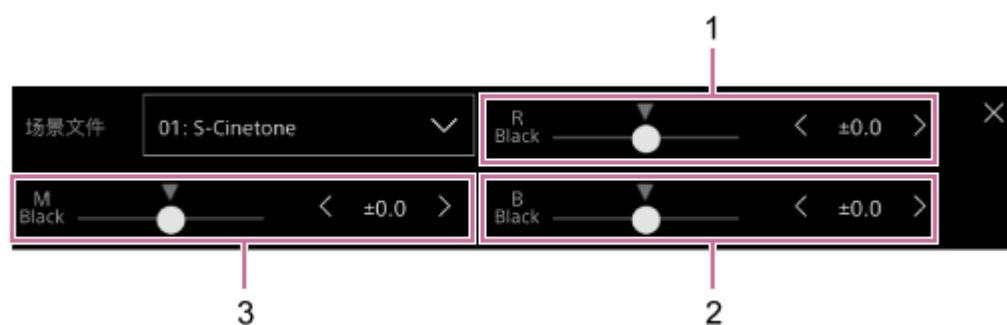 1
场景文件
01: S-Cinetone
R
Black
±0.0
M
Black
±0.0
B
Black
±0.0
3
2